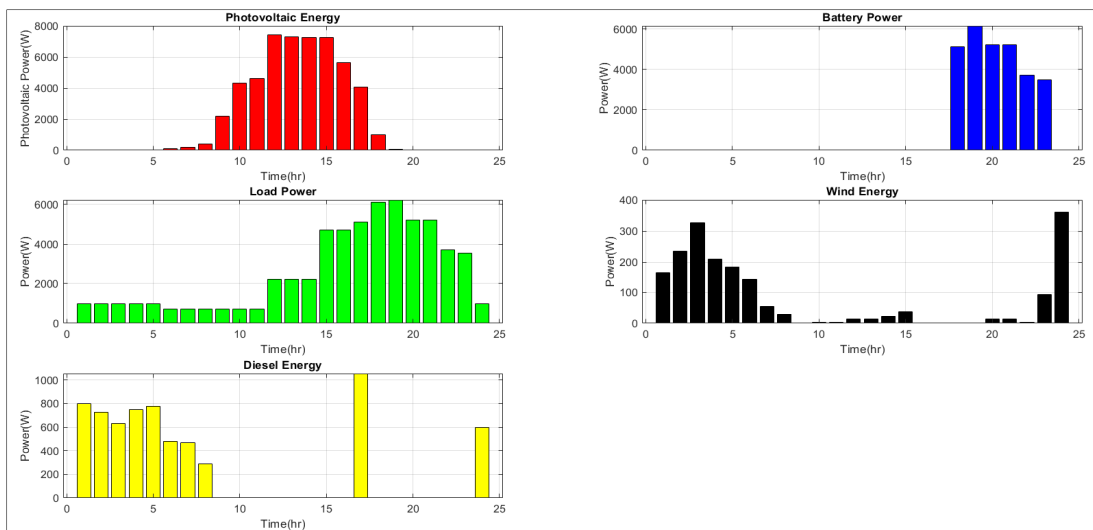 Photovoltaic Energy
Photovoltaic Power(W)
8000
6000
4000
2000
0
0 5 10 15 20 25
Time(hr)
Battery Power
Power(W)
6000
4000
2000
0
0 5 10 15 20 25
Time(hr)
Load Power
Power(W)
6000
4000
2000
0
0 5 10 15 20 25
Time(hr)
Wind Energy
Power(W)
400
300
200
100
0
0 5 10 15 20 25
Time(hr)
Diesel Energy
Power(W)
1000
800
600
400
200
0
0 5 10 15 20 25
Time(hr)